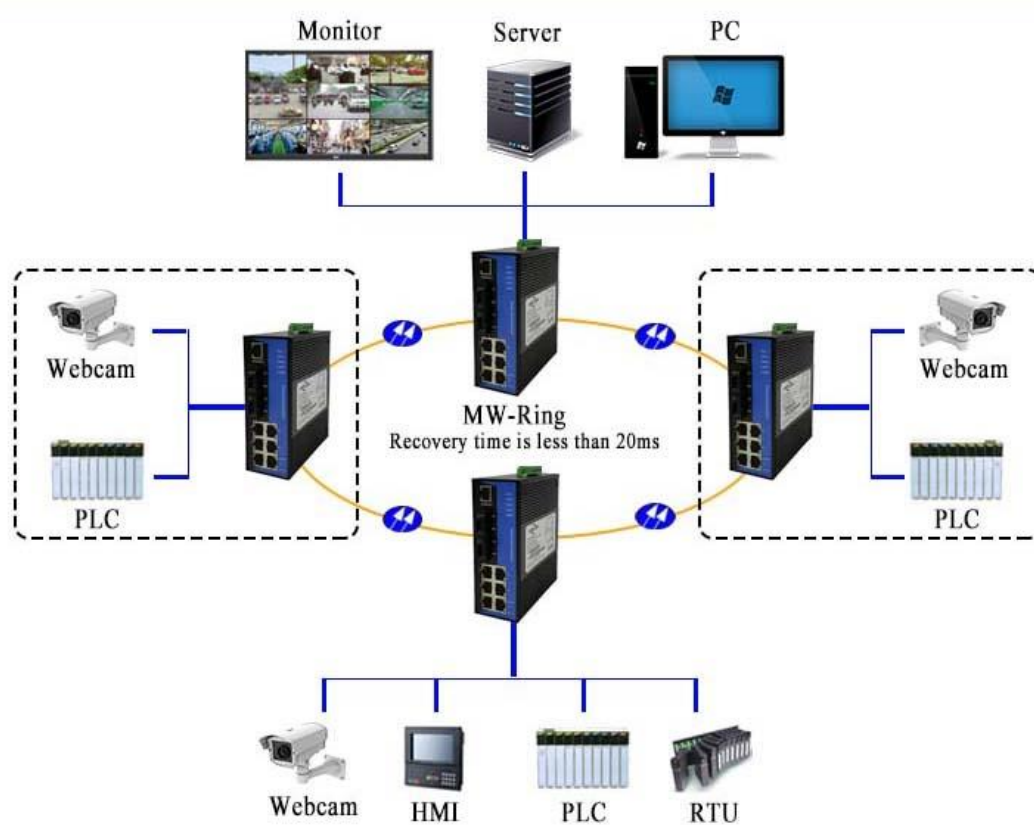 Monitor
Server
PC
Webcam
PLC
MW-Ring
Recovery time is less than 20ms
Webcam
PLC
Webcam
HMI
PLC
RTU